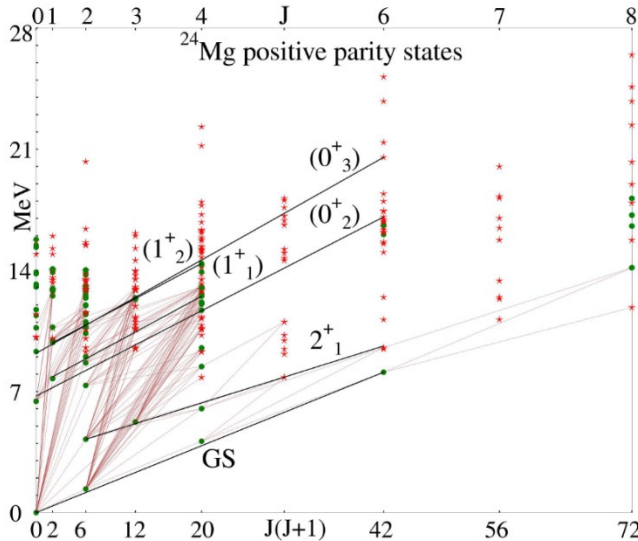 0 1 2 3 4 J 6 7 8
28
²⁴Mg positive parity states
21
MeV
(0⁺₃)
(0⁺₂)
(1⁺₂)
(1⁺₁)
14
2⁺₁
7
GS
0
0 2 6 12 20 J(J+1) 42 56 72